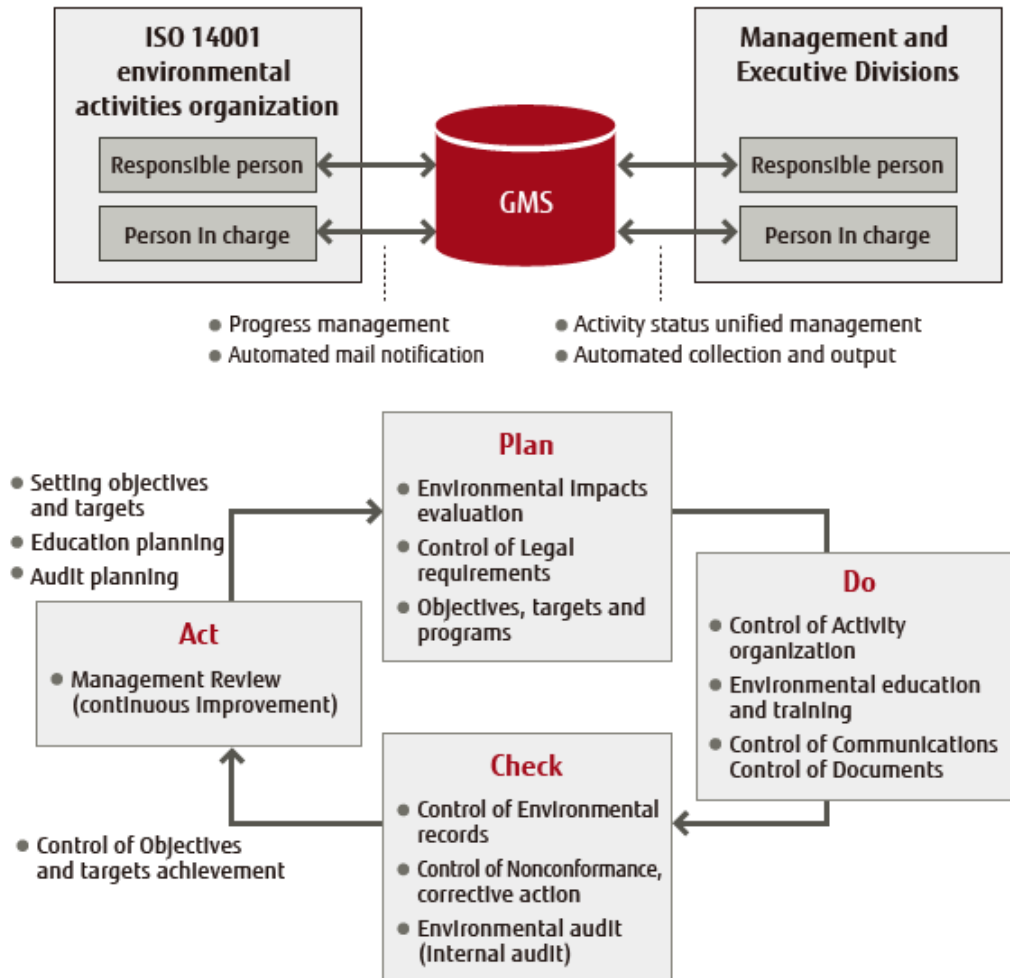 ISO 14001
environmental
activities organization
Responsible person
Person In charge
GMS
Management and
Executive Divisions
Responsible person
Person In charge
Progress management
Automated mail notification
Activity status unified management
Automated collection and output
Setting objectives
and targets
Education planning
Audit planning
Plan
Environmental impacts
evaluation
Control of Legal
requirements
Objectives, targets and
programs
Do
Control of Activity
organization
Environmental education
and training
Control of Communications
Control of Documents
Act
Management Review
(continuous improvement)
Check
Control of Environmental
records
Control of Nonconformance,
corrective action
Environmental audit
(internal audit)
Control of Objectives
and targets achievement